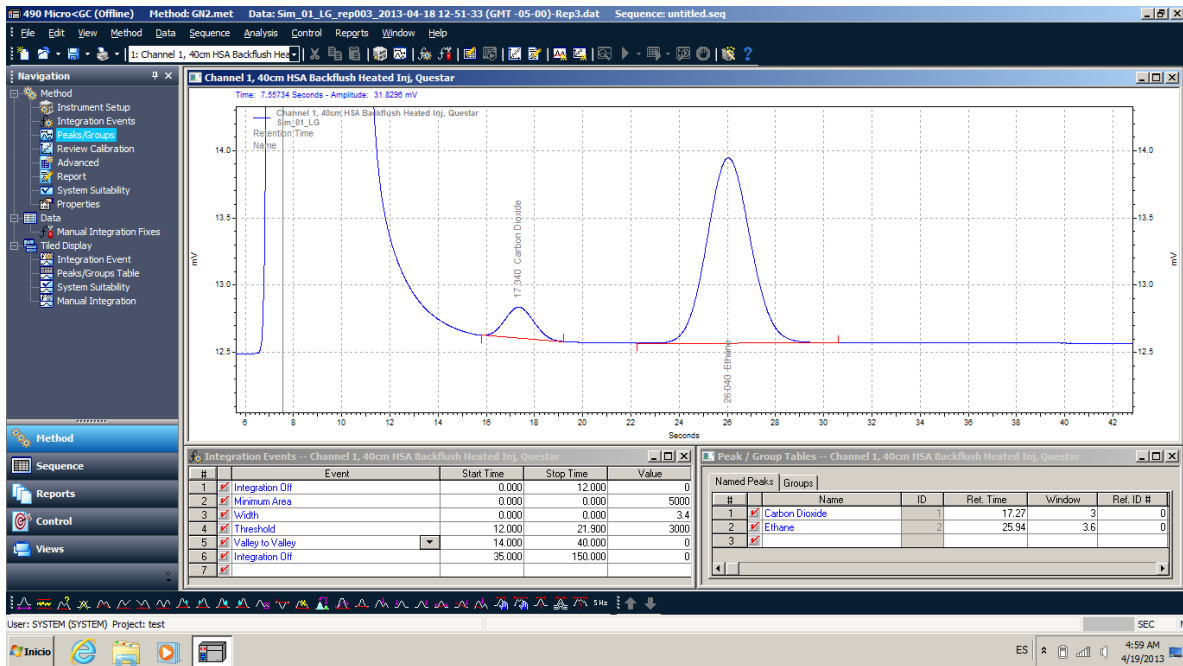 490 Micro<GC (Offline) Method: GN2.met Data: Sim_01_LG_rep003_2013-04-18 12-51-33 (GMT -05-00)-Rep3.dat Sequence: untitled.seq
File Edit View Method Data Sequence Analysis Control Reports Window Help
1: Channel 1, 40cm HSA Backflush Hea
Navigation
Method
Instrument Setup
Integration Events
Peaks/Groups
Review Calibration
Advanced
Report
System Suitability
Properties
Data
Manual Integration Fixes
Tiled Display
Integration Event
Peaks/Groups Table
System Suitability
Manual Integration
Method
Sequence
Reports
Control
Views
Channel 1, 40cm HSA Backflush Heated Inj, Questar
Time: 7.55734 Seconds - Amplitude: 31.8296 mV
Channel 1, 40cm HSA Backflush Heated Inj, Questar
Sim_01_LG
Retention Time
Name
14.0 14.0
13.5 13.5
13.0 13.0
12.5 12.5
mV mV
17.340 Carbon Dioxide
26.040 Ethane
6 8 10 12 14 16 18 20 22 24 26 28 30 32 34 36 38 40 42
Seconds
Integration Events -- Channel 1, 40cm HSA Backflush Heated Inj, Questar
# Event Start Time Stop Time Value
1 Integration Off 0.000 12.000 0
2 Minimum Area 0.000 0.000 5000
3 Width 0.000 0.000 3.4
4 Threshold 12.000 21.900 3000
5 Valley to Valley 14.000 40.000 0
6 Integration Off 35.000 150.000 0
7
Peak / Group Tables -- Channel 1, 40cm HSA Backflush Heated Inj, Questar
Named Peaks Groups
# Name ID Ret. Time Window Ref. ID #
1 Carbon Dioxide 1 17.27 3 0
2 Ethane 2 25.94 3.6 0
3
5 Hz
User: SYSTEM (SYSTEM) Project: test SEC
Inicio ES 4:59 AM
4/19/2013